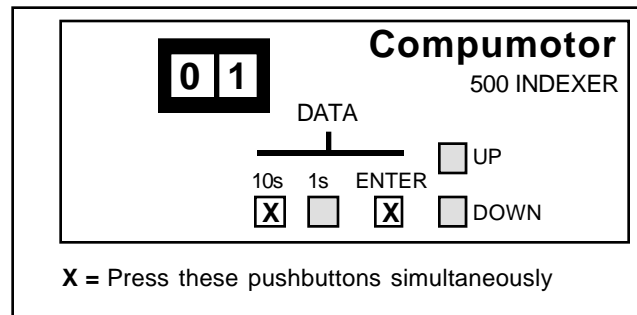 Compumotor
0 1
500 INDEXER
DATA
UP
10s 1s ENTER
X X DOWN
X = Press these pushbuttons simultaneously